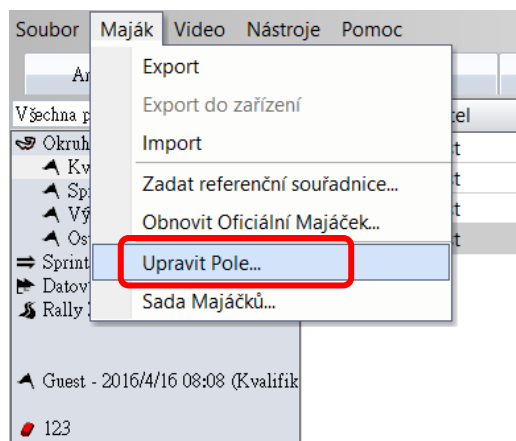 Soubor Maják Video Nástroje Pomoc
Export
Export do zařízení
Import
Zadat referenční souřadnice...
Obnovit Oficiální Majáček...
Upravit Pole...
Sada Majáčků...
Všechna
Okruh
Sprint
Datov
Rally
Guest - 2016/4/16 08:08 (Kvalifik
123